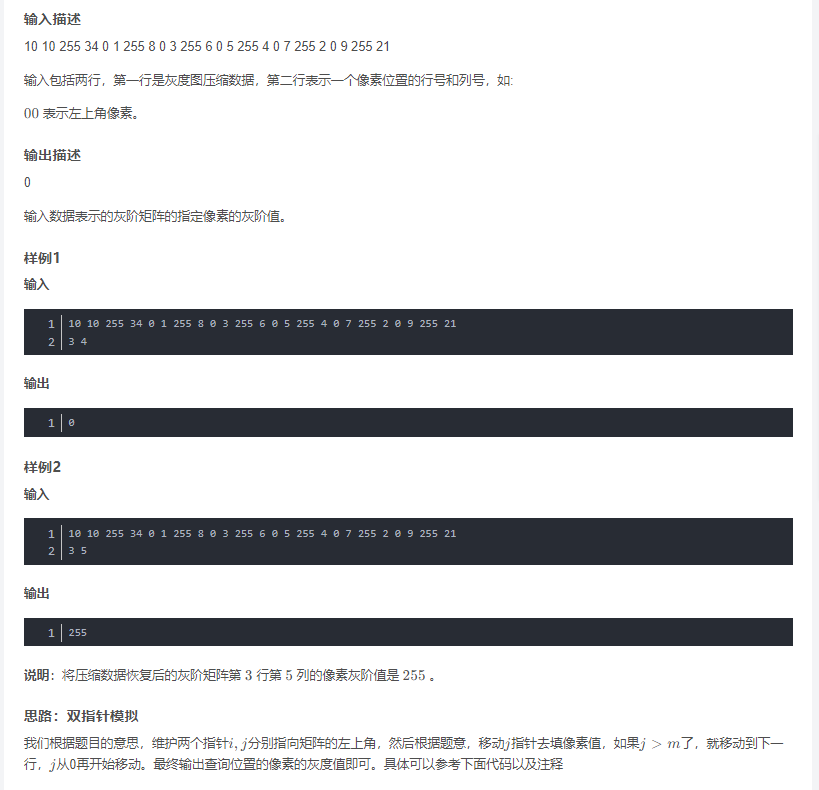 输入描述
10 10 255 34 0 1 255 8 0 3 255 6 0 5 255 4 0 7 255 2 0 9 255 21
输入包括两行，第一行是灰度图压缩数据，第二行表示一个像素位置的行号和列号，如:
00 表示左上角像素。
输出描述
0
输入数据表示的灰阶矩阵的指定像素的灰阶值。
样例1
输入
1 10 10 255 34 0 1 255 8 0 3 255 6 0 5 255 4 0 7 255 2 0 9 255 21
2 3 4
输出
1 0
样例2
输入
1 10 10 255 34 0 1 255 8 0 3 255 6 0 5 255 4 0 7 255 2 0 9 255 21
2 3 5
输出
1 255
说明：将压缩数据恢复后的灰阶矩阵第 3 行第 5 列的像素灰阶值是 255 。
思路：双指针模拟
我们根据题目的意思，维护两个指针i, j分别指向矩阵的左上角，然后根据题意，移动j指针去填像素值，如果j > m了，就移动到下一
行，j从0再开始移动。最终输出查询位置的像素的灰度值即可。具体可以参考下面代码以及注释